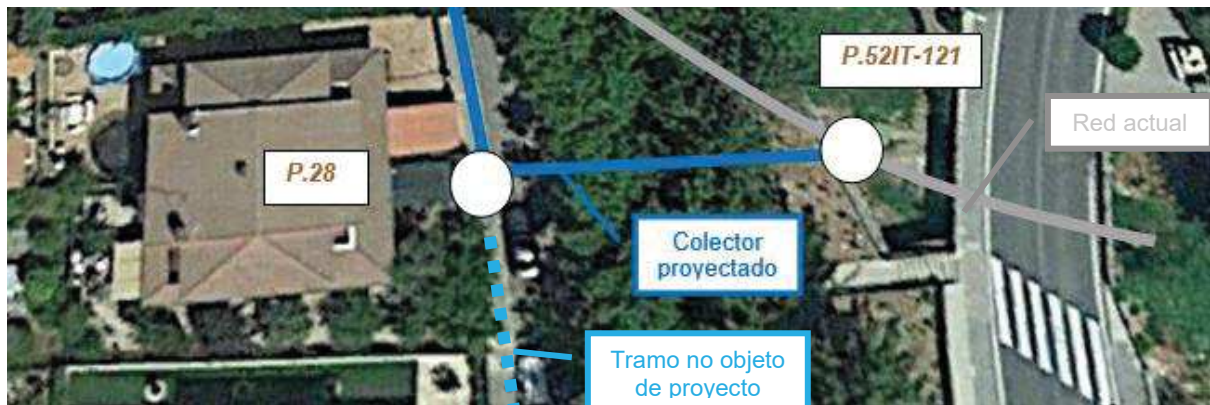 P.52IT-121
Red actual
P.28
Colector
proyectado
Tramo no objeto
de proyecto